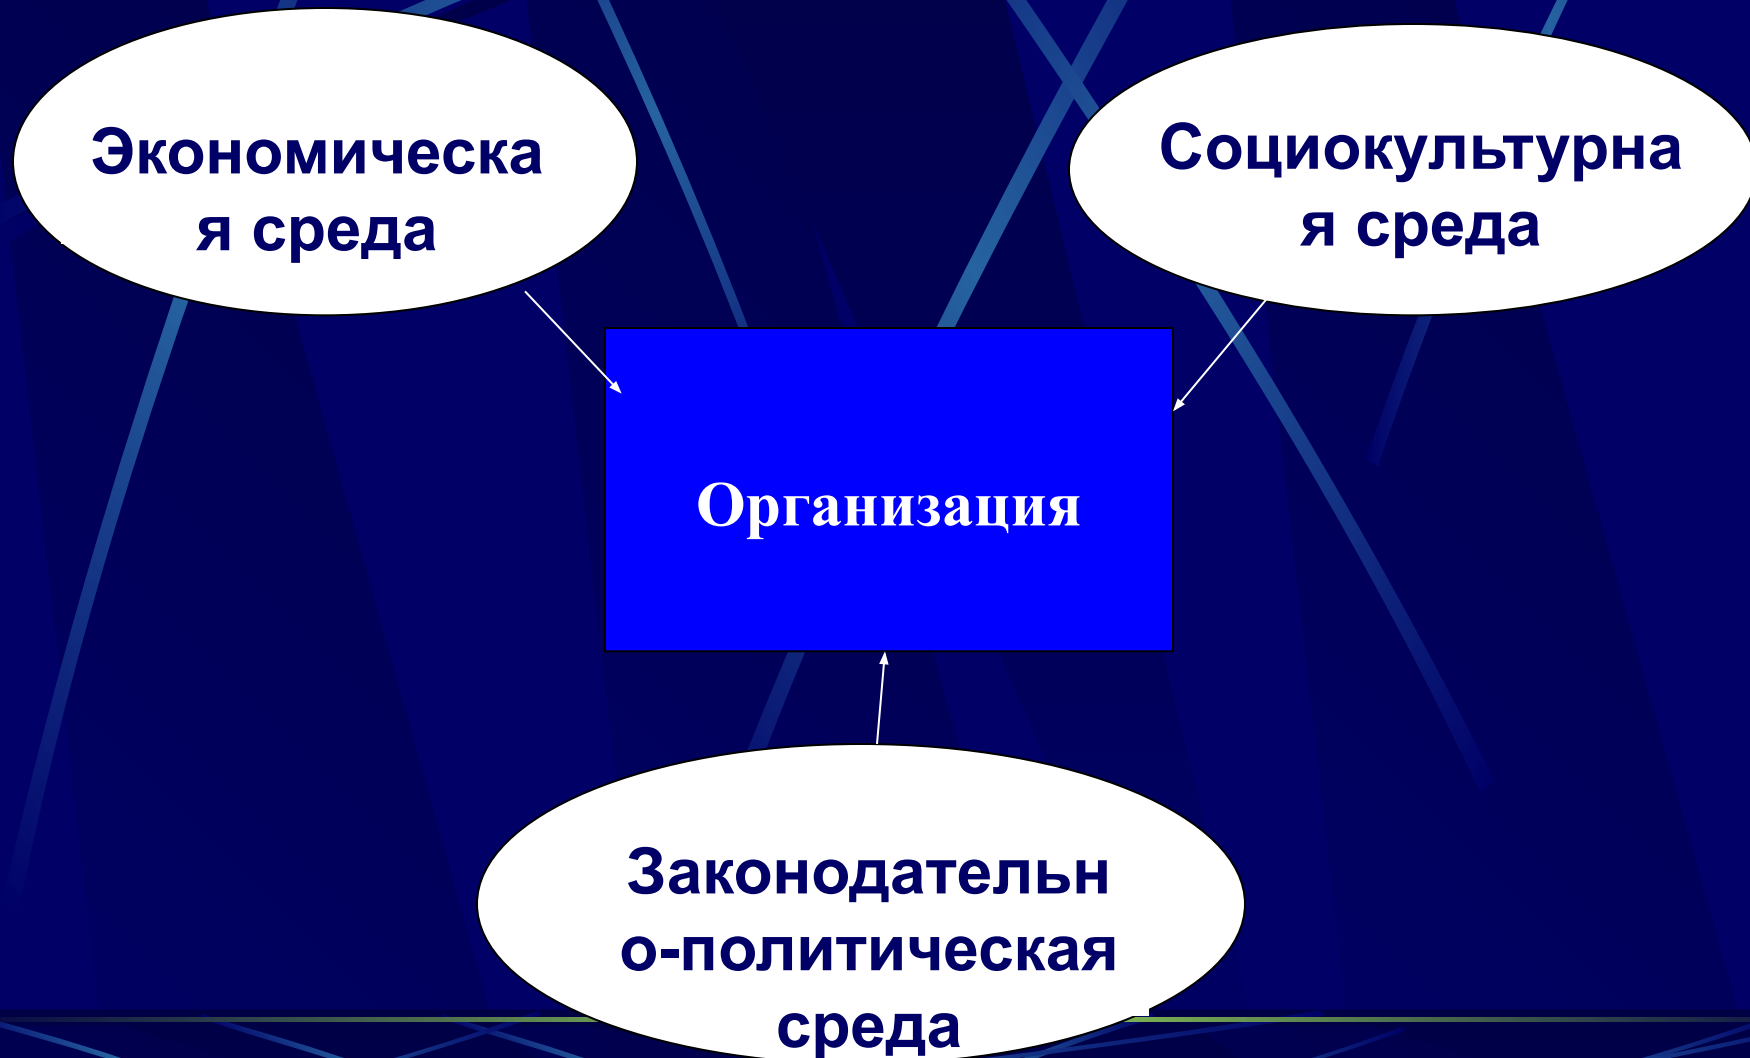 Экономическа
я среда
Социокультурна
я среда
Организация
Законодательн
о-политическая
среда